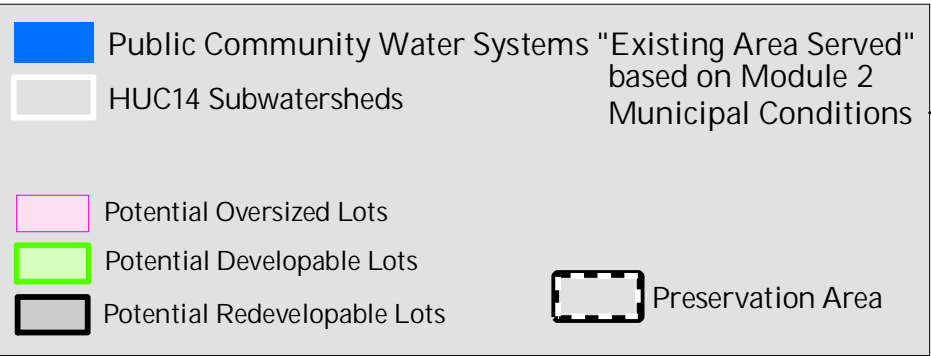 Public Community Water Systems "Existing Area Served"
based on Module 2
HUC14 Subwatersheds
Municipal Conditions
Potential Oversized Lots
Potential Developable Lots
Preservation Area
Potential Redevelopable Lots